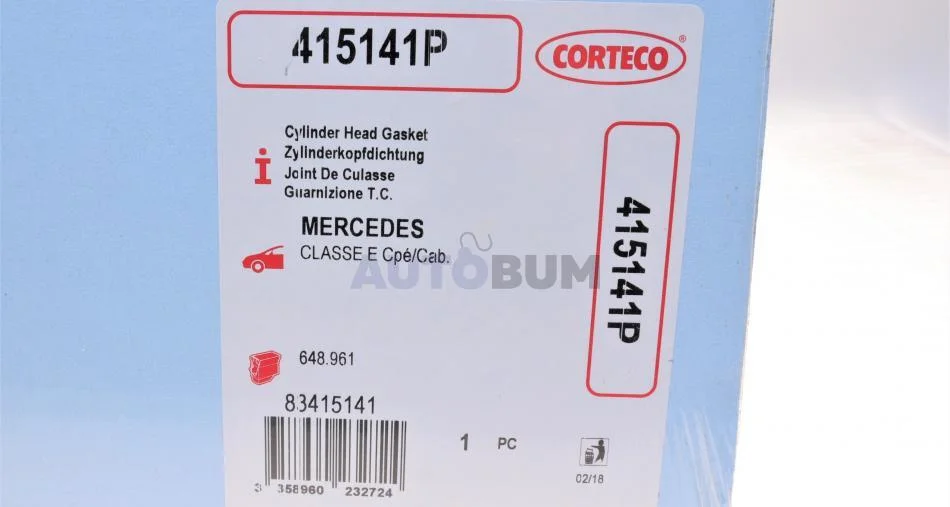 415141P
CORTECO®
i
Cylinder Head Gasket
Zylinderkopfdichtung
Joint De Culasse
Guarnizione T.C.
MERCEDES
CLASSE E Cpé/Cab.
AUTOBUM
415141P
648.961
83415141
1 PC
3 358960 232724
02/18